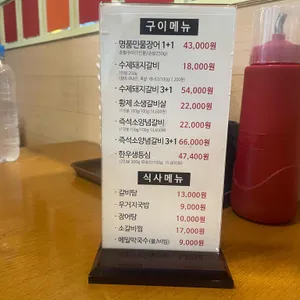 구이메뉴
명품민물장어 1+1 43,000원
수제돼지갈비 18,000원
수제돼지갈비 3+1 54,000원
황제 소생갈비살 22,000원
즉석소양념갈비 22,000원
즉석소양념갈비 3+1 66,000원
한우생등심 47,400원
식사메뉴
갈비탕 13,000원
우거지국밥 9,000원
장어탕 10,000원
소갈비찜 17,000원
메밀막국수(물/비빔) 9,000원